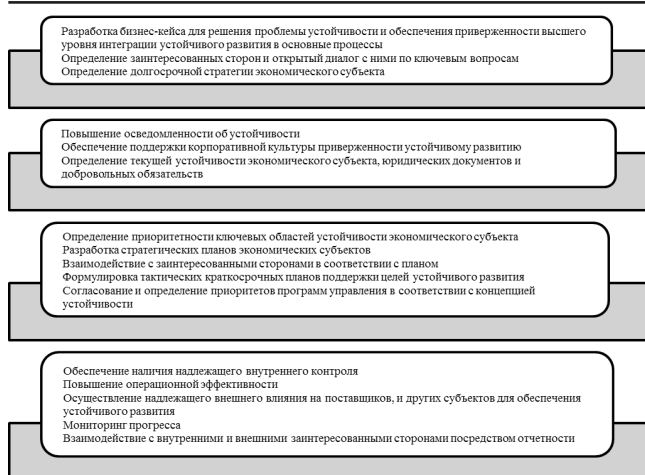 Разработка бизнес-кейса для решения проблемы устойчивости и обеспечения приверженности высшего
уровня интеграции устойчивого развития в основные процессы
Определение заинтересованных сторон и открытый диалог с ними по ключевым вопросам
Определение долгосрочной стратегии экономического субъекта
Повышение осведомленности об устойчивости
Обеспечение поддержки корпоративной культуры приверженности устойчивому развитию
Определение текущей устойчивости экономического субъекта, юридических документов и
добровольных обязательств
Определение приоритетности ключевых областей устойчивости экономического субъекта
Разработка стратегических планов экономических субъектов
Взаимодействие с заинтересованными сторонами в соответствии с планом
Формулировка тактических краткосрочных планов поддержки целей устойчивого развития
Согласование и определение приоритетов программ управления в соответствии с концепцией
устойчивости
Обеспечение наличия надлежащего внутреннего контроля
Повышение операционной эффективности
Осуществление надлежащего внешнего влияния на поставщиков, и других субъектов для обеспечения
устойчивого развития
Мониторинг прогресса
Взаимодействие с внутренними и внешними заинтересованными сторонами посредством отчетности